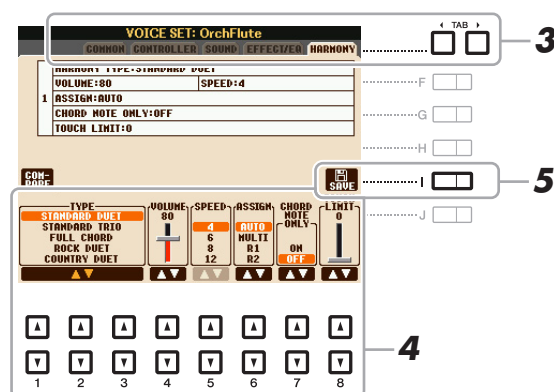 VOICE SET: OrchFlute
COMMON CONTROLLER SOUND EFFECT/EQ HARMONY
TAB
3
HARMONY TYPE:STANDARD DUET
VOLUME:80 SPEED:4
1 ASSIGN:AUTO
CHORD NOTE ONLY:OFF
TOUCH LIMIT:0
F
G
H
I
J
COM-
PARE
SAVE
5
TYPE VOLUME SPEED ASSIGN CHORD NOTE ONLY LIMIT
STANDARD DUET
STANDARD TRIO
FULL CHORD
ROCK DUET
COUNTRY DUET
80
4
6
8
12
AUTO
MULTI
R1
R2
ON
OFF
0
4
1 2 3 4 5 6 7 8